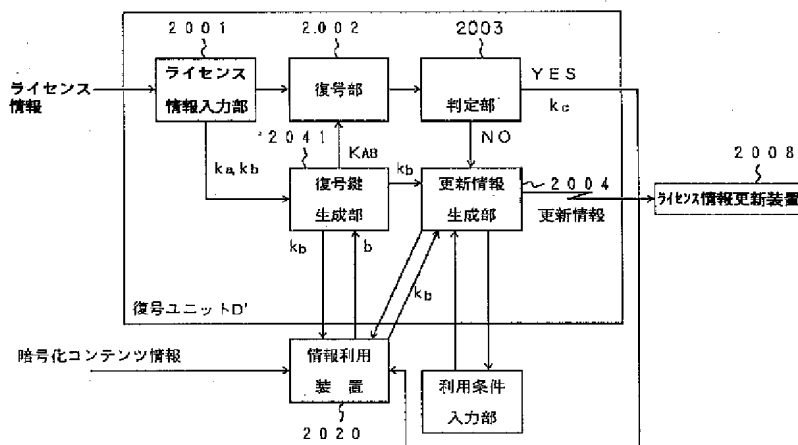 2001
2.002
2003
ライセンス
情報
ライセンス
情報入力部
復号部
判定部
YES
kc
2041
KAB
NO
2008
ka,kb
復号鍵
生成部
kb
更新情報
生成部
2004
更新情報
ライセンス情報更新装置
kb
b
kb
復号ユニットD'
暗号化コンテンツ情報
情報利用
装置
利用条件
入力部
2020